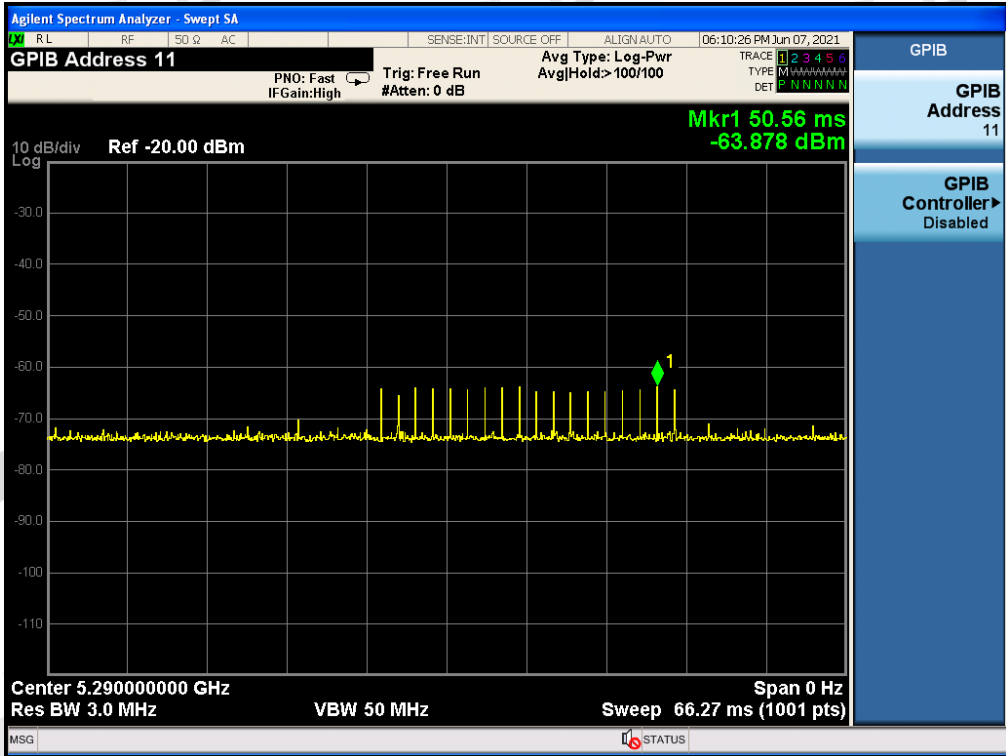 Agilent Spectrum Analyzer - Swept SA
LXI RL RF 50 Ω AC SENSE:INT SOURCE OFF ALIGN AUTO 06:10:26 PM Jun 07, 2021
GPIB Address 11
PNO: Fast
IFGain:High
Trig: Free Run
#Atten: 0 dB
Avg Type: Log-Pwr
Avg|Hold:>100/100
TRACE 1 2 3 4 5 6
TYPE M
DET P N N N N N
Mkr1 50.56 ms
-63.878 dBm
10 dB/div Ref -20.00 dBm
Log
-30.0
-40.0
-50.0
-60.0
1
-70.0
-80.0
-90.0
-100
-110
Center 5.290000000 GHz Span 0 Hz
Res BW 3.0 MHz VBW 50 MHz Sweep 66.27 ms (1001 pts)
MSG STATUS
GPIB
GPIB
Address
11
GPIB
Controller
Disabled